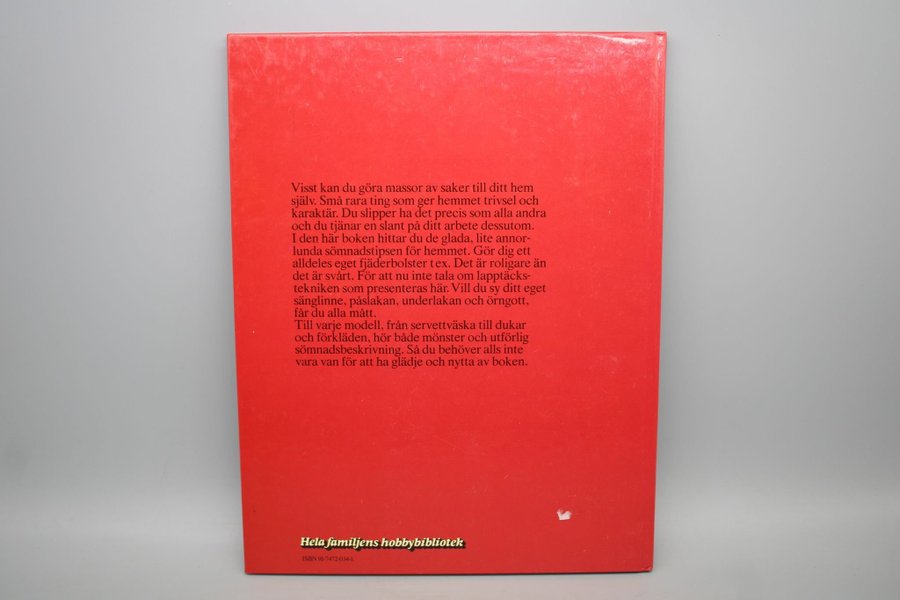 Visst kan du göra massor av saker till ditt hem
själv. Små rara ting som ger hemmet trivsel och
karaktär. Du slipper ha det precis som alla andra
och du tjänar en slant på ditt arbete dessutom.
I den här boken hittar du de glada, lite annor-
lunda sömnadstipsen för hemmet. Gör dig ett
alldeles eget fjäderbolster t ex. Det är roligare än
det är svårt. För att nu inte tala om lapptäcks-
tekniken som presenteras här. Vill du sy ditt eget
sänglinne, påslakan, underlakan och örngott,
får du alla mått.
Till varje modell, från servettväska till dukar
och förkläden, hör både mönster och utförlig
sömnadsbeskrivning. Så du behöver alls inte
vara van för att ha glädje och nytta av boken.
Hela familjens hobbybibliotek
ISBN 91-7472-034-1